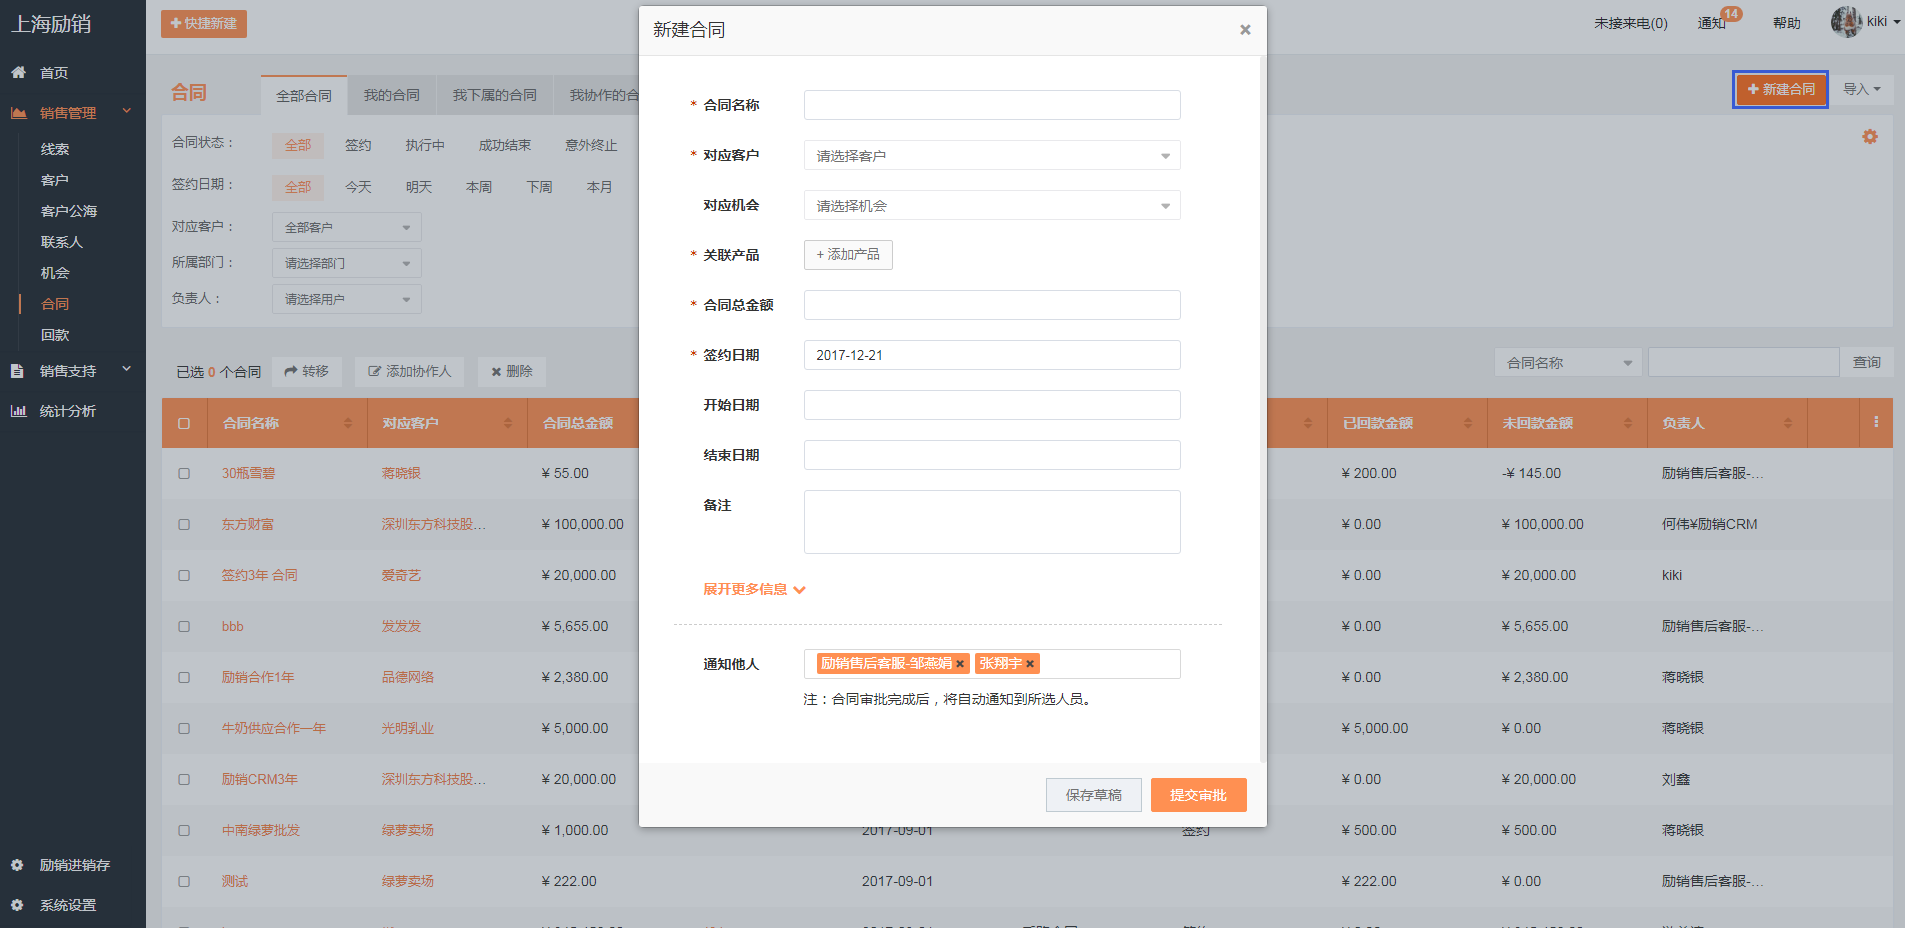 上海励销
快捷新建
未接来电(0) 通知 14 帮助 kiki
首页
销售管理
线索
客户
客户公海
联系人
机会
合同
回款
销售支持
统计分析
励销进销存
系统设置
合同 全部合同 我的合同 我下属的合同 我协作的合
新建合同 导入
合同状态： 全部 签约 执行中 成功结束 意外终止
签约日期： 全部 今天 明天 本周 下周 本月
对应客户： 全部客户
所属部门： 请选择部门
负责人： 请选择用户
已选 0 个合同 转移 添加协作人 删除
合同名称 查询
合同名称 对应客户 合同总金额 已回款金额 未回款金额 负责人
30瓶雪碧 蒋晓银 ¥ 55.00 ¥ 200.00 -¥ 145.00 励销售后客服-...
东方财富 深圳东方科技股... ¥ 100,000.00 ¥ 0.00 ¥ 100,000.00 何伟¥励销CRM
签约3年 合同 爱奇艺 ¥ 20,000.00 ¥ 0.00 ¥ 20,000.00 kiki
bbb 发发发 ¥ 5,655.00 ¥ 0.00 ¥ 5,655.00 励销售后客服-...
励销合作1年 品德网络 ¥ 2,380.00 ¥ 0.00 ¥ 2,380.00 蒋晓银
牛奶供应合作一年 光明乳业 ¥ 5,000.00 ¥ 5,000.00 ¥ 0.00 蒋晓银
励销CRM3年 深圳东方科技股... ¥ 20,000.00 ¥ 0.00 ¥ 20,000.00 刘鑫
中南绿萝批发 绿萝卖场 ¥ 1,000.00 2017-09-01 签约 ¥ 500.00 ¥ 500.00 蒋晓银
测试 绿萝卖场 ¥ 222.00 2017-09-01 ¥ 222.00 ¥ 0.00 励销售后客服-...
新建合同
* 合同名称
* 对应客户 请选择客户
对应机会 请选择机会
* 关联产品 + 添加产品
* 合同总金额
* 签约日期 2017-12-21
开始日期
结束日期
备注
展开更多信息
通知他人 励销售后客服-邹燕娟 张翔宇
注：合同审批完成后，将自动通知到所选人员。
保存草稿 提交审批